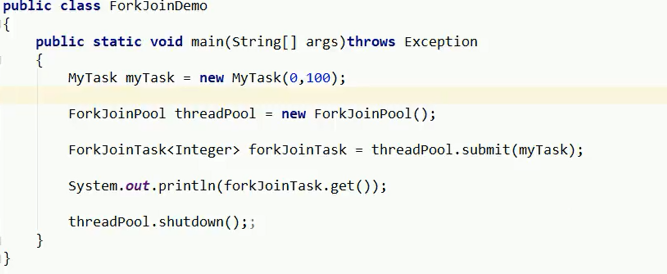 public class ForkJoinDemo
{
    public static void main(String[] args)throws Exception
    {
        MyTask myTask = new MyTask(0,100);

        ForkJoinPool threadPool = new ForkJoinPool();

        ForkJoinTask<Integer> forkJoinTask = threadPool.submit(myTask);

        System.out.println(forkJoinTask.get());

        threadPool.shutdown();;
    }
}